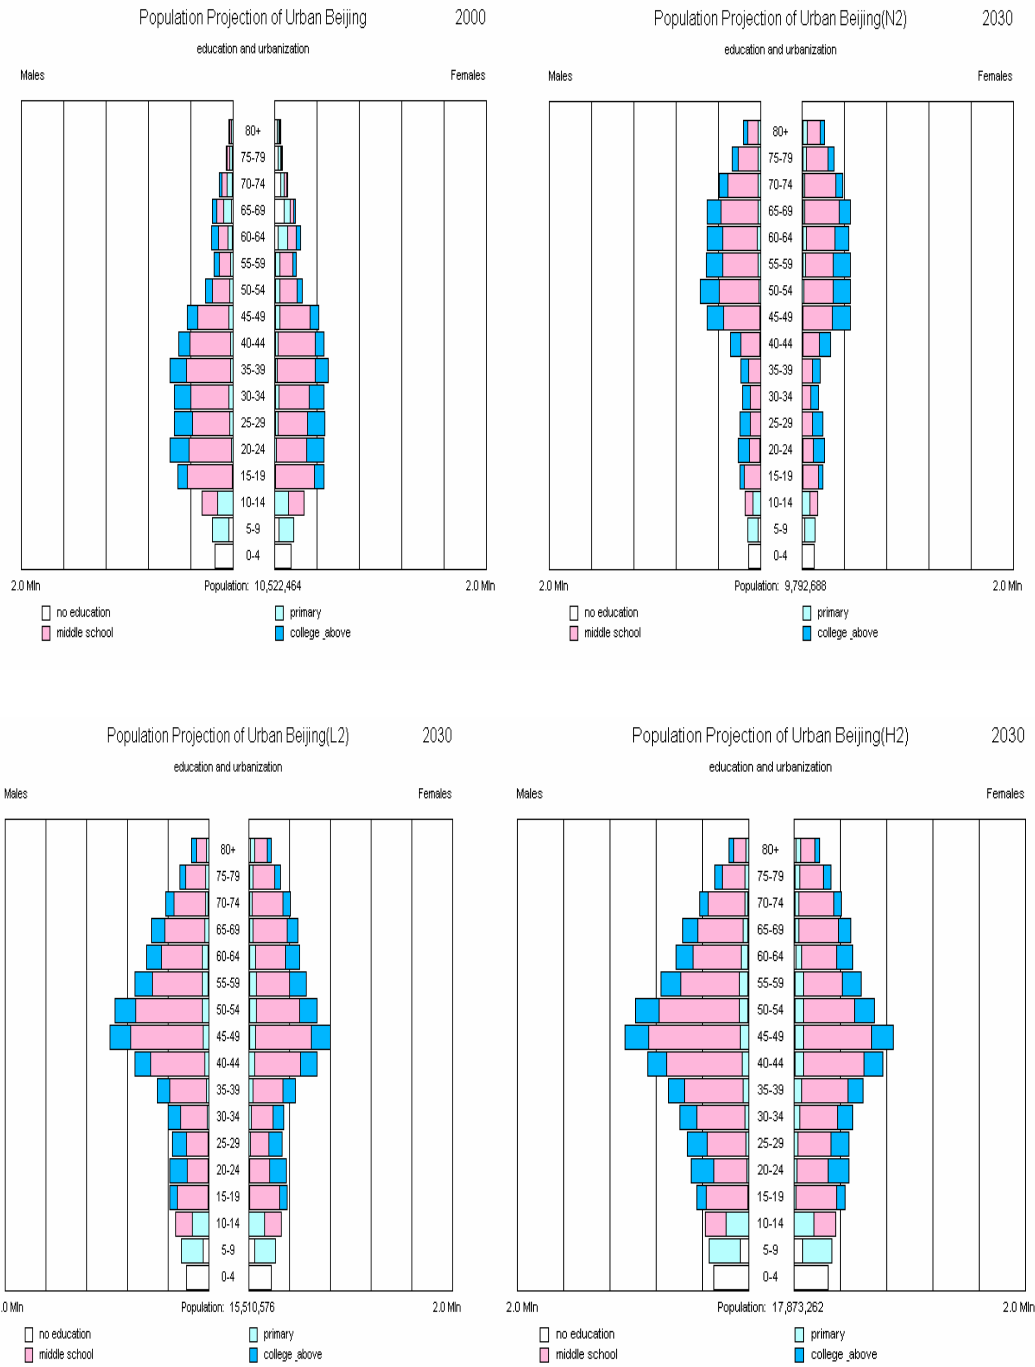 Population Projection of Urban Beijing 2000
education and urbanization
Males Females
80+
75-79
70-74
65-69
60-64
55-59
50-54
45-49
40-44
35-39
30-34
25-29
20-24
15-19
10-14
5-9
0-4
2.0 Mln Population: 10,522,464 2.0 Mln
no education primary
middle school college_above
Population Projection of Urban Beijing(N2) 2030
education and urbanization
Males Females
80+
75-79
70-74
65-69
60-64
55-59
50-54
45-49
40-44
35-39
30-34
25-29
20-24
15-19
10-14
5-9
0-4
2.0 Mln Population: 9,792,688 2.0 Mln
no education primary
middle school college_above
Population Projection of Urban Beijing(L2) 2030
education and urbanization
Males Females
80+
75-79
70-74
65-69
60-64
55-59
50-54
45-49
40-44
35-39
30-34
25-29
20-24
15-19
10-14
5-9
0-4
.0 Mln Population: 15,510,576 2.0 Mln
no education primary
middle school college_above
Population Projection of Urban Beijing(H2) 2030
education and urbanization
Males Females
80+
75-79
70-74
65-69
60-64
55-59
50-54
45-49
40-44
35-39
30-34
25-29
20-24
15-19
10-14
5-9
0-4
2.0 Mln Population: 17,873,262 2.0 Mln
no education primary
middle school college_above